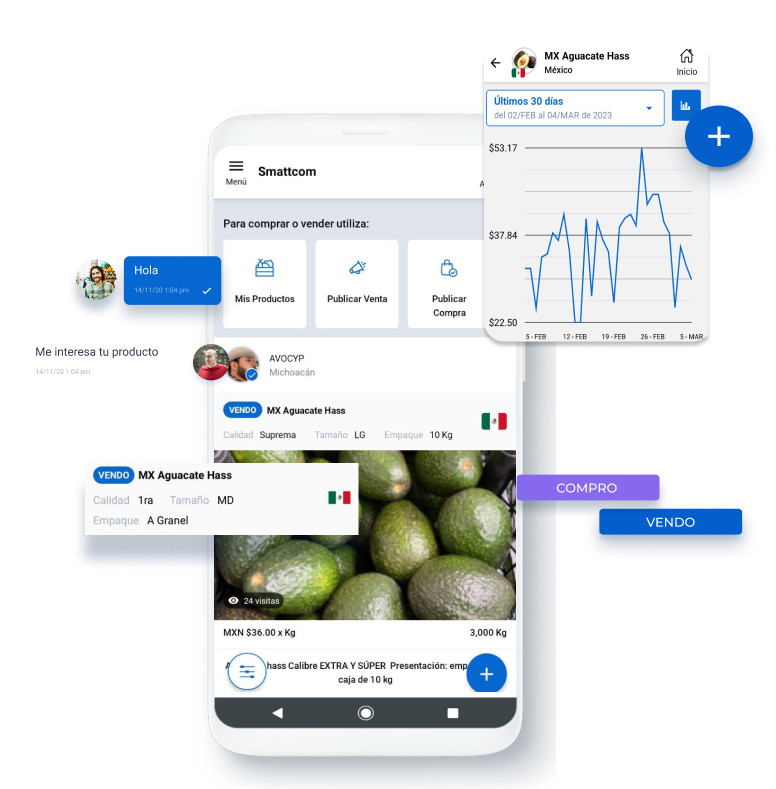 MX Aguacate Hass
México
Inicio
Últimos 30 días
del 02/FEB al 04/MAR de 2023
$53.17
$37.84
$22.50
5 - FEB 12 - FEB 19 - FEB 26 - FEB 5 - MAR
Menú
Smattcom
A
Para comprar o vender utiliza:
Mis Productos
Publicar Venta
Publicar
Compra
Hola
14/11/20 1:04 pm
Me interesa tu producto
14/11/20 1:04 pm
AVOCYP
Michoacán
VENDO MX Aguacate Hass
Calidad Suprema Tamaño LG Empaque 10 Kg
VENDO MX Aguacate Hass
Calidad 1ra Tamaño MD
Empaque A Granel
COMPRO
VENDO
24 visitas
MXN $36.00 x Kg 3,000 Kg
hass Calibre EXTRA Y SÚPER Presentación:
caja de 10 kg